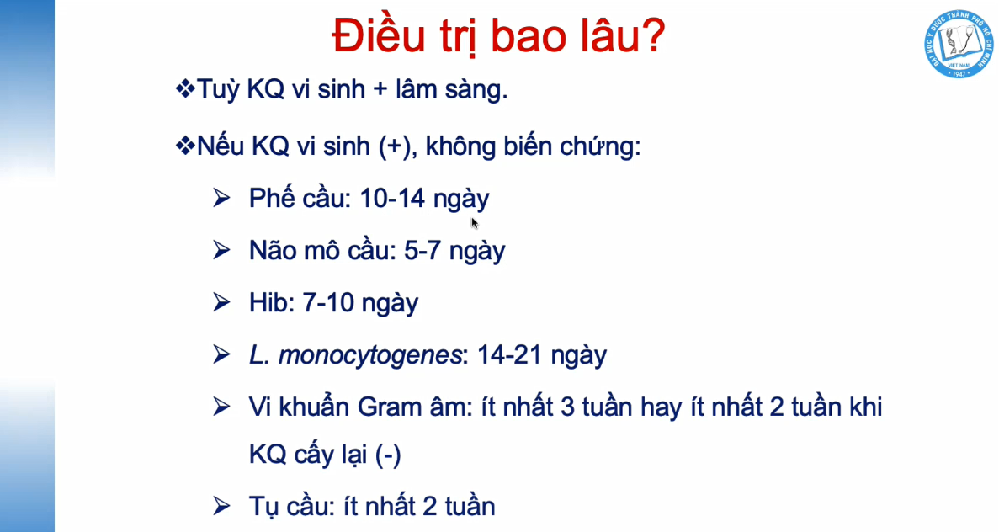 Điều trị bao lâu?
ĐẠI HỌC Y DƯỢC THÀNH PHỐ HỒ CHÍ MINH
VIỆT NAM
1947
❖Tuỳ KQ vi sinh + lâm sàng.
❖Nếu KQ vi sinh (+), không biến chứng:
➢ Phế cầu: 10-14 ngày
➢ Não mô cầu: 5-7 ngày
➢ Hib: 7-10 ngày
➢ L. monocytogenes: 14-21 ngày
➢ Vi khuẩn Gram âm: ít nhất 3 tuần hay ít nhất 2 tuần khi
KQ cấy lại (-)
➢ Tụ cầu: ít nhất 2 tuần